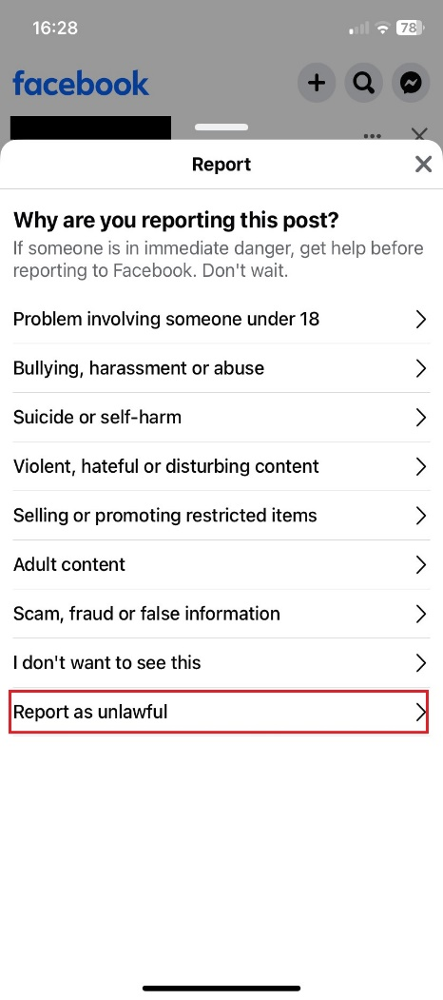 16:28
78
facebook
Report
Why are you reporting this post?
If someone is in immediate danger, get help before
reporting to Facebook. Don't wait.
Problem involving someone under 18
Bullying, harassment or abuse
Suicide or self-harm
Violent, hateful or disturbing content
Selling or promoting restricted items
Adult content
Scam, fraud or false information
I don't want to see this
Report as unlawful